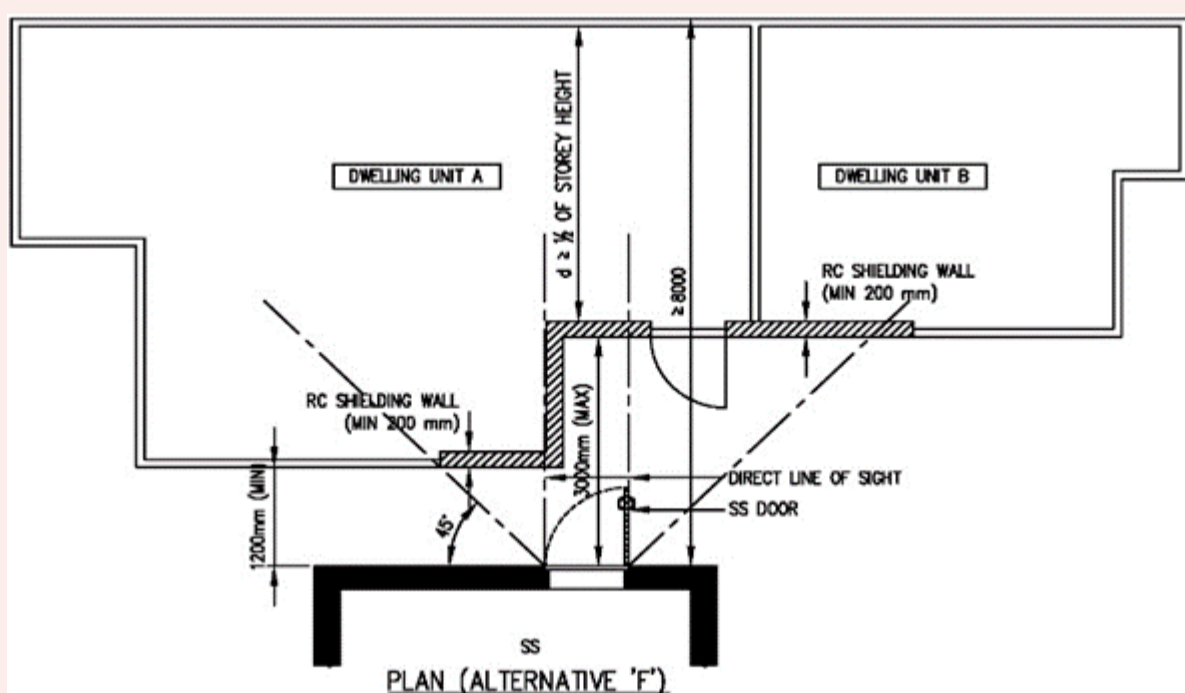 DWELLING UNIT A
d ≥ ½ OF STOREY HEIGHT
≥8000
DWELLING UNIT B
RC SHIELDING WALL
(MIN 200 mm)
RC SHIELDING WALL
(MIN 200 mm)
3000mm (MAX)
DIRECT LINE OF SIGHT
SS DOOR
1200mm (MIN)
45°
SS
PLAN (ALTERNATIVE 'F')